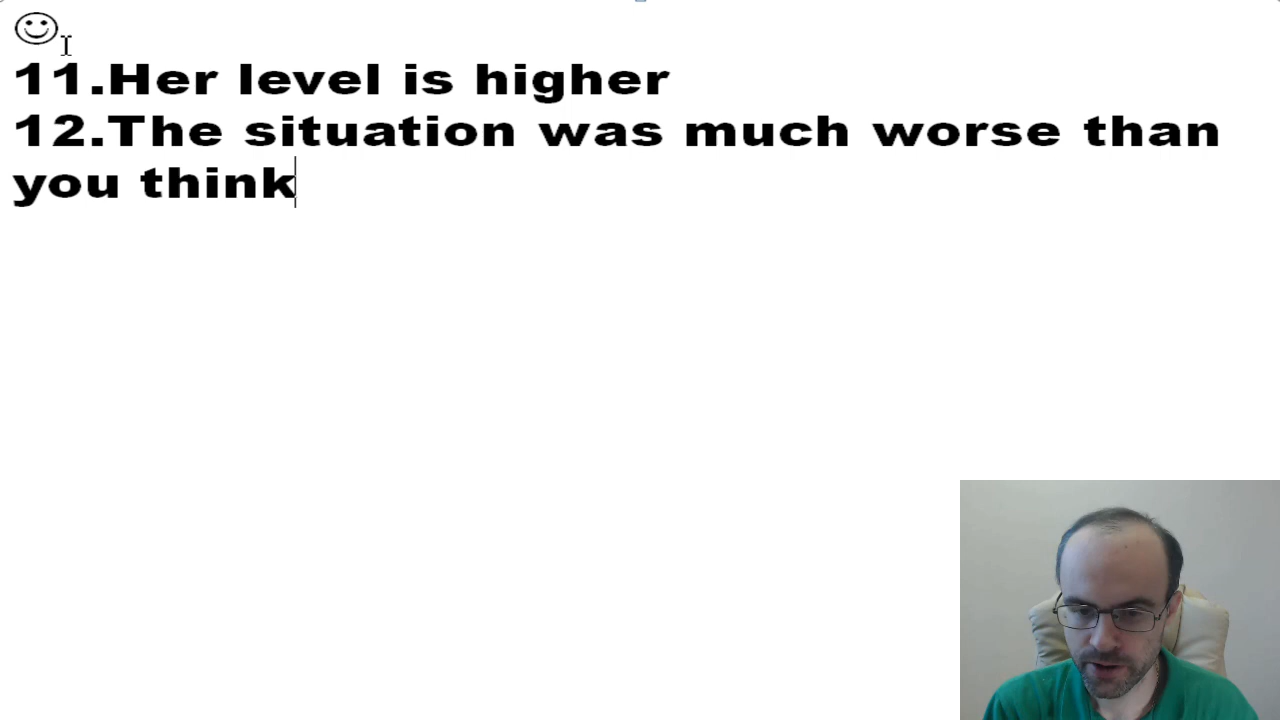 11.Her level is higher
12.The situation was much worse than
you think